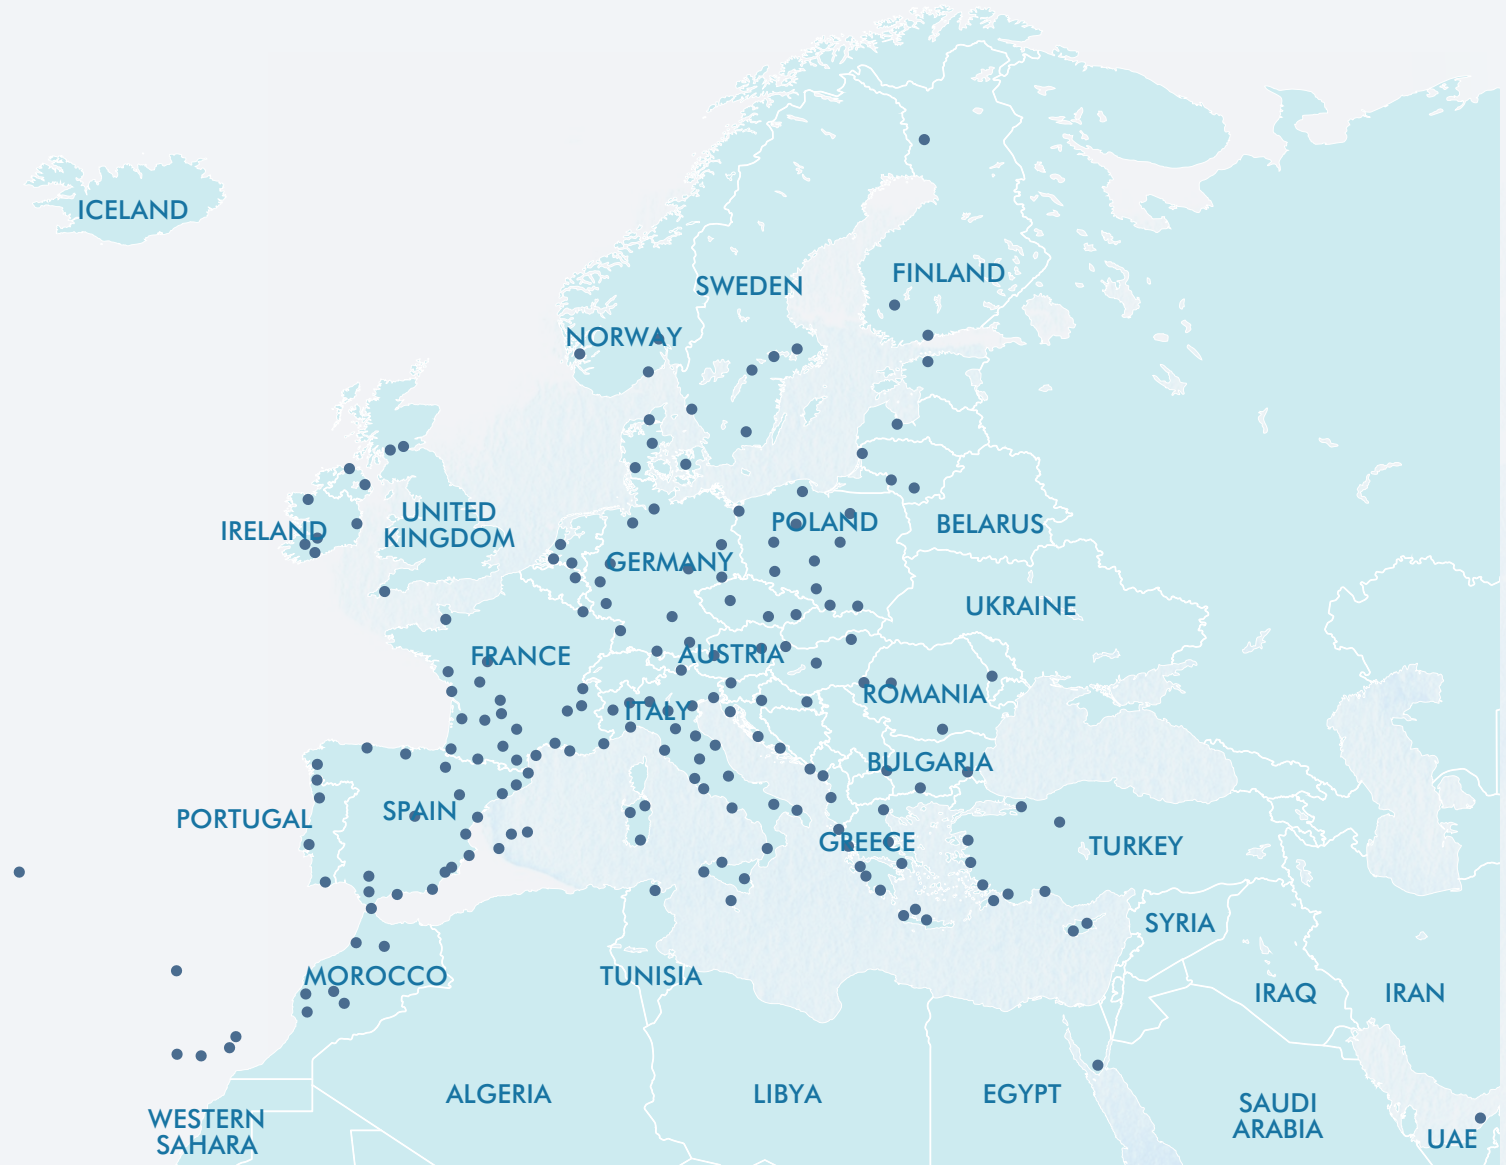 ICELAND
SWEDEN
FINLAND
NORWAY
UNITED
KINGDOM
IRELAND
POLAND
BELARUS
GERMANY
UKRAINE
FRANCE
AUSTRIA
ROMANIA
ITALY
BULGARIA
PORTUGAL
SPAIN
GREECE
TURKEY
SYRIA
MOROCCO
TUNISIA
IRAQ
IRAN
ALGERIA
LIBYA
EGYPT
SAUDI
ARABIA
WESTERN
SAHARA
UAE